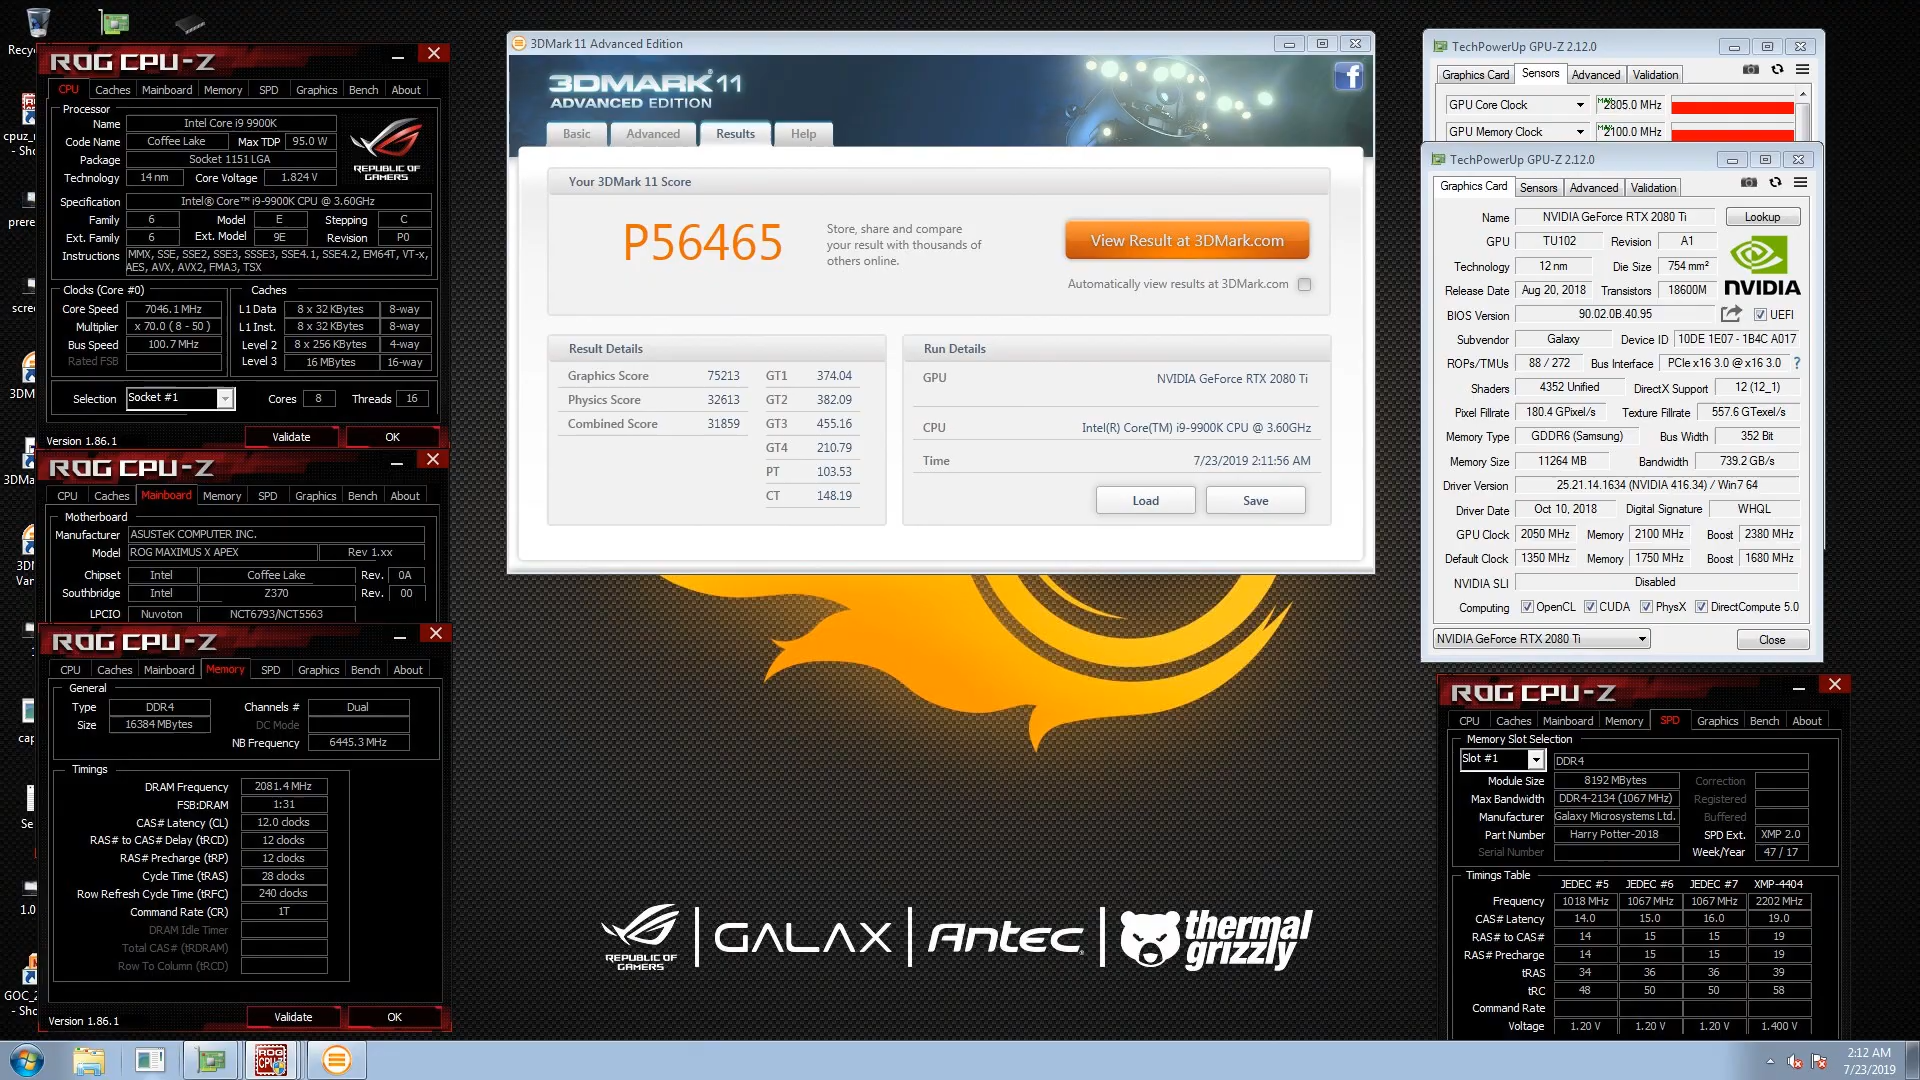 Recy
cpuz_
- Sho
prere
scree
3DM
3DMa
3DM
Van
1
cap
Se
1.0
GOC_2
- Sho
ROG CPU-Z
CPU Caches Mainboard Memory SPD Graphics Bench About
Processor
Name Intel Core i9 9900K
Code Name Coffee Lake Max TDP 95.0 W
Package Socket 1151 LGA
Technology 14 nm Core Voltage 1.824 V
REPUBLIC OF
GAMERS
Specification Intel® Core™ i9-9900K CPU @ 3.60GHz
Family 6 Model E Stepping C
Ext. Family 6 Ext. Model 9E Revision P0
Instructions MMX, SSE, SSE2, SSE3, SSSE3, SSE4.1, SSE4.2, EM64T, VT-x,
AES, AVX, AVX2, FMA3, TSX
Clocks (Core #0)
Core Speed 7046.1 MHz
Multiplier x 70.0 ( 8 - 50 )
Bus Speed 100.7 MHz
Rated FSB
Caches
L1 Data 8 x 32 KBytes 8-way
L1 Inst. 8 x 32 KBytes 8-way
Level 2 8 x 256 KBytes 4-way
Level 3 16 MBytes 16-way
Selection Socket #1 Cores 8 Threads 16
Version 1.86.1 Validate OK
ROG CPU-Z
CPU Caches Mainboard Memory SPD Graphics Bench About
Motherboard
Manufacturer ASUSTeK COMPUTER INC.
Model ROG MAXIMUS X APEX Rev 1.xx
Chipset Intel Coffee Lake Rev. 0A
Southbridge Intel Z370 Rev. 00
LPCIO Nuvoton NCT6793/NCT5563
ROG CPU-Z
CPU Caches Mainboard Memory SPD Graphics Bench About
General
Type DDR4 Channels # Dual
Size 16384 MBytes DC Mode
NB Frequency 6445.3 MHz
Timings
DRAM Frequency 2081.4 MHz
FSB:DRAM 1:31
CAS# Latency (CL) 12.0 clocks
RAS# to CAS# Delay (tRCD) 12 clocks
RAS# Precharge (tRP) 12 clocks
Cycle Time (tRAS) 28 clocks
Row Refresh Cycle Time (tRFC) 240 clocks
Command Rate (CR) 1T
DRAM Idle Timer
Total CAS# (tRDRAM)
Row To Column (tRCD)
Version 1.86.1 Validate OK
3DMark 11 Advanced Edition
3DMARK® 11
ADVANCED EDITION
Basic Advanced Results Help
Your 3DMark 11 Score
P56465
Store, share and compare
your result with thousands of
others online.
View Result at 3DMark.com
Automatically view results at 3DMark.com
Result Details
Graphics Score 75213
Physics Score 32613
Combined Score 31859
GT1 374.04
GT2 382.09
GT3 455.16
GT4 210.79
PT 103.53
CT 148.19
Run Details
GPU NVIDIA GeForce RTX 2080 Ti
CPU Intel(R) Core(TM) i9-9900K CPU @ 3.60GHz
Time 7/23/2019 2:11:56 AM
Load Save
REPUBLIC OF
GAMERS
GALAX
Antec
thermal
grizzly
TechPowerUp GPU-Z 2.12.0
Graphics Card Sensors Advanced Validation
GPU Core Clock MAX 2805.0 MHz
GPU Memory Clock MAX 2100.0 MHz
TechPowerUp GPU-Z 2.12.0
Graphics Card Sensors Advanced Validation
Name NVIDIA GeForce RTX 2080 Ti Lookup
GPU TU102 Revision A1
Technology 12 nm Die Size 754 mm²
Release Date Aug 20, 2018 Transistors 18600M
NVIDIA
BIOS Version 90.02.0B.40.95 UEFI
Subvendor Galaxy Device ID 10DE 1E07 - 1B4C A017
ROPs/TMUs 88 / 272 Bus Interface PCIe x16 3.0 @ x16 3.0 ?
Shaders 4352 Unified DirectX Support 12 (12_1)
Pixel Fillrate 180.4 GPixel/s Texture Fillrate 557.6 GTexel/s
Memory Type GDDR6 (Samsung) Bus Width 352 Bit
Memory Size 11264 MB Bandwidth 739.2 GB/s
Driver Version 25.21.14.1634 (NVIDIA 416.34) / Win7 64
Driver Date Oct 10, 2018 Digital Signature WHQL
GPU Clock 2050 MHz Memory 2100 MHz Boost 2380 MHz
Default Clock 1350 MHz Memory 1750 MHz Boost 1680 MHz
NVIDIA SLI Disabled
Computing OpenCL CUDA PhysX DirectCompute 5.0
NVIDIA GeForce RTX 2080 Ti Close
ROG CPU-Z
CPU Caches Mainboard Memory SPD Graphics Bench About
Memory Slot Selection
Slot #1 DDR4
Module Size 8192 MBytes Correction
Max Bandwidth DDR4-2134 (1067 MHz) Registered
Manufacturer Galaxy Microsystems Ltd. Buffered
Part Number Harry Potter-2018 SPD Ext. XMP 2.0
Serial Number Week/Year 47 / 17
Timings Table
JEDEC #5 JEDEC #6 JEDEC #7 XMP-4404
Frequency 1018 MHz 1067 MHz 1067 MHz 2202 MHz
CAS# Latency 14.0 15.0 16.0 19.0
RAS# to CAS# 14 15 15 19
RAS# Precharge 14 15 15 19
tRAS 34 36 36 39
tRC 48 50 50 58
Command Rate
Voltage 1.20 V 1.20 V 1.20 V 1.400 V
2:12 AM
7/23/2019